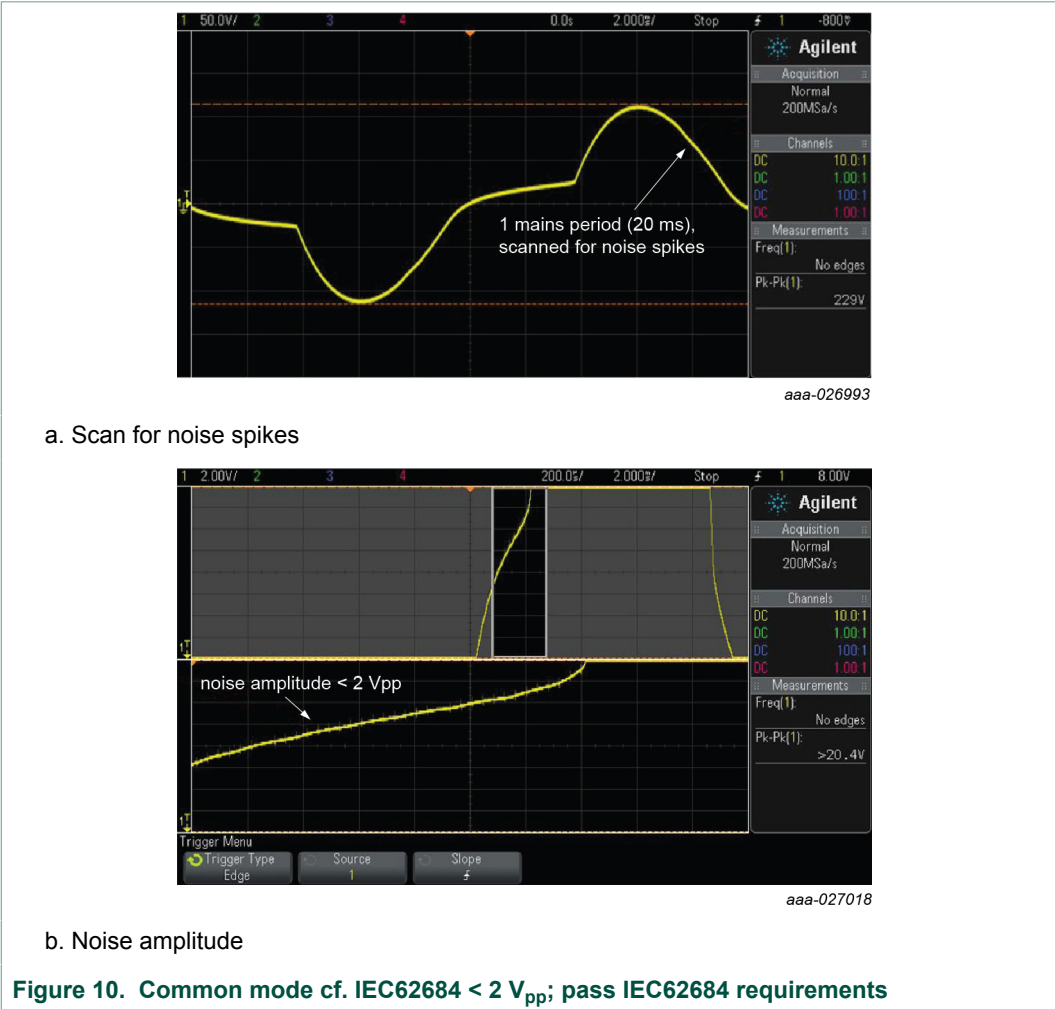 1 50.0V/ 2 3 4 0.0s 2.000s/ Stop 1 -800V
Agilent
Acquisition
Normal
200MSa/s
Channels
DC 10.0:1
DC 1.00:1
DC 100:1
DC 1.00:1
Measurements
Freq(1):
No edges
Pk-Pk(1):
229V
1 mains period (20 ms),
scanned for noise spikes
aaa-026993
a. Scan for noise spikes
1 2.00V/ 2 3 4 200.0s/ 2.000s/ Stop 1 8.00V
Agilent
Acquisition
Normal
200MSa/s
Channels
DC 10.0:1
DC 1.00:1
DC 100:1
DC 1.00:1
Measurements
Freq(1):
No edges
Pk-Pk(1):
>20.4V
noise amplitude < 2 Vpp
Trigger Menu
Trigger Type
Edge
Source
1
Slope
aaa-027018
b. Noise amplitude
Figure 10. Common mode cf. IEC62684 < 2 Vpp; pass IEC62684 requirements